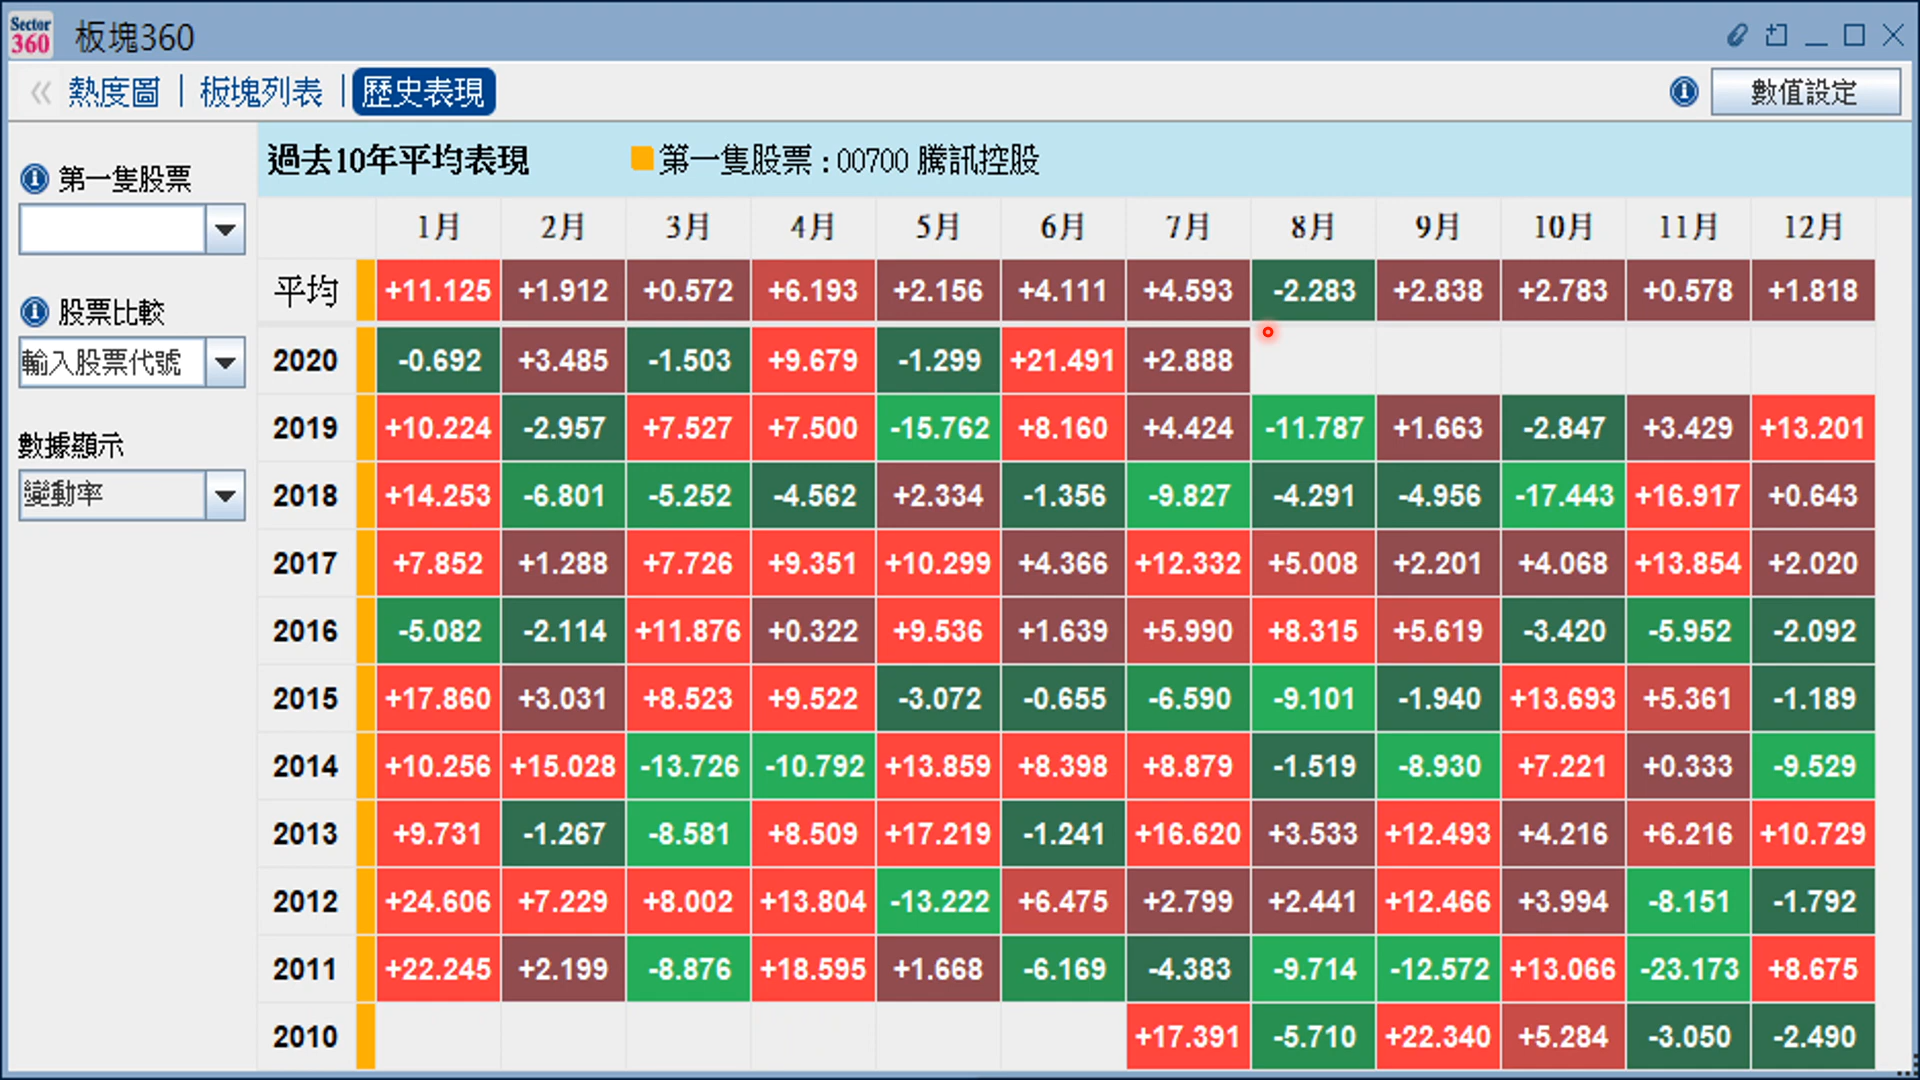 Sector 360 板塊360
熱度圖 | 板塊列表 | 歷史表現 數值設定
過去10年平均表現 第一隻股票 : 00700 騰訊控股
第一隻股票
股票比較
輸入股票代號
數據顯示
變動率
1月 2月 3月 4月 5月 6月 7月 8月 9月 10月 11月 12月
平均 +11.125 +1.912 +0.572 +6.193 +2.156 +4.111 +4.593 -2.283 +2.838 +2.783 +0.578 +1.818
2020 -0.692 +3.485 -1.503 +9.679 -1.299 +21.491 +2.888
2019 +10.224 -2.957 +7.527 +7.500 -15.762 +8.160 +4.424 -11.787 +1.663 -2.847 +3.429 +13.201
2018 +14.253 -6.801 -5.252 -4.562 +2.334 -1.356 -9.827 -4.291 -4.956 -17.443 +16.917 +0.643
2017 +7.852 +1.288 +7.726 +9.351 +10.299 +4.366 +12.332 +5.008 +2.201 +4.068 +13.854 +2.020
2016 -5.082 -2.114 +11.876 +0.322 +9.536 +1.639 +5.990 +8.315 +5.619 -3.420 -5.952 -2.092
2015 +17.860 +3.031 +8.523 +9.522 -3.072 -0.655 -6.590 -9.101 -1.940 +13.693 +5.361 -1.189
2014 +10.256 +15.028 -13.726 -10.792 +13.859 +8.398 +8.879 -1.519 -8.930 +7.221 +0.333 -9.529
2013 +9.731 -1.267 -8.581 +8.509 +17.219 -1.241 +16.620 +3.533 +12.493 +4.216 +6.216 +10.729
2012 +24.606 +7.229 +8.002 +13.804 -13.222 +6.475 +2.799 +2.441 +12.466 +3.994 -8.151 -1.792
2011 +22.245 +2.199 -8.876 +18.595 +1.668 -6.169 -4.383 -9.714 -12.572 +13.066 -23.173 +8.675
2010 +17.391 -5.710 +22.340 +5.284 -3.050 -2.490